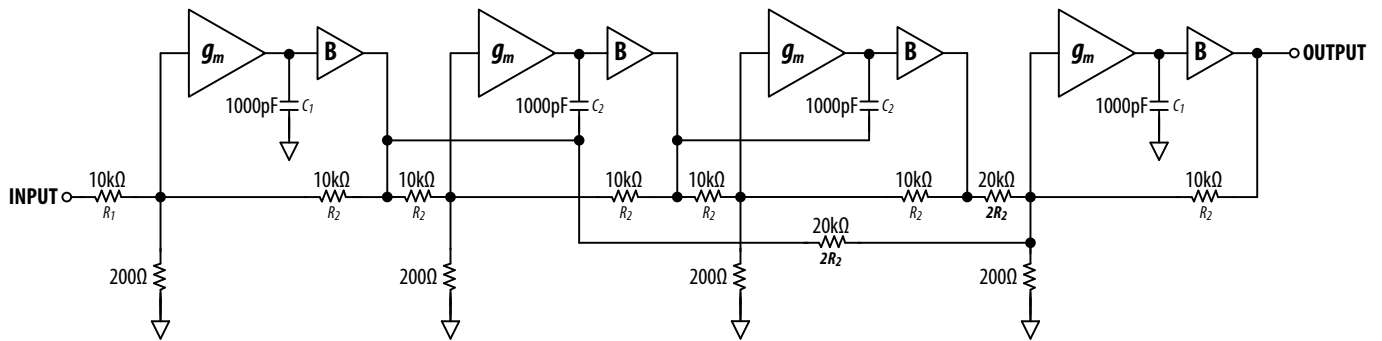 gm B gm B gm B gm B OUTPUT
1000pF C1 1000pF C2 1000pF C2 1000pF C1
10kΩ 10kΩ 10kΩ 10kΩ 10kΩ 10kΩ 20kΩ 10kΩ
INPUT
R1 R2 R2 R2 R2 R2 2R2 R2
20kΩ
2R2
200Ω 200Ω 200Ω 200Ω